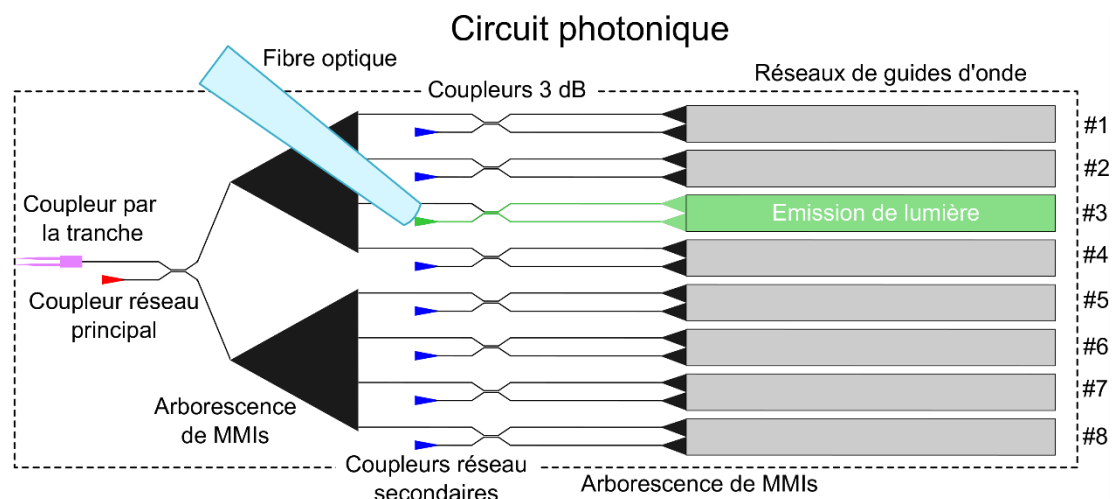 Circuit photonique
Fibre optique
Réseaux de guides d'onde
Coupleurs 3 dB
#1
#2
Coupleur par
la tranche
Emission de lumière
#3
#4
Coupleur réseau
principal
#5
#6
Arborescence
de MMIs
#7
#8
Coupleurs réseau
secondaires
Arborescence de MMIs